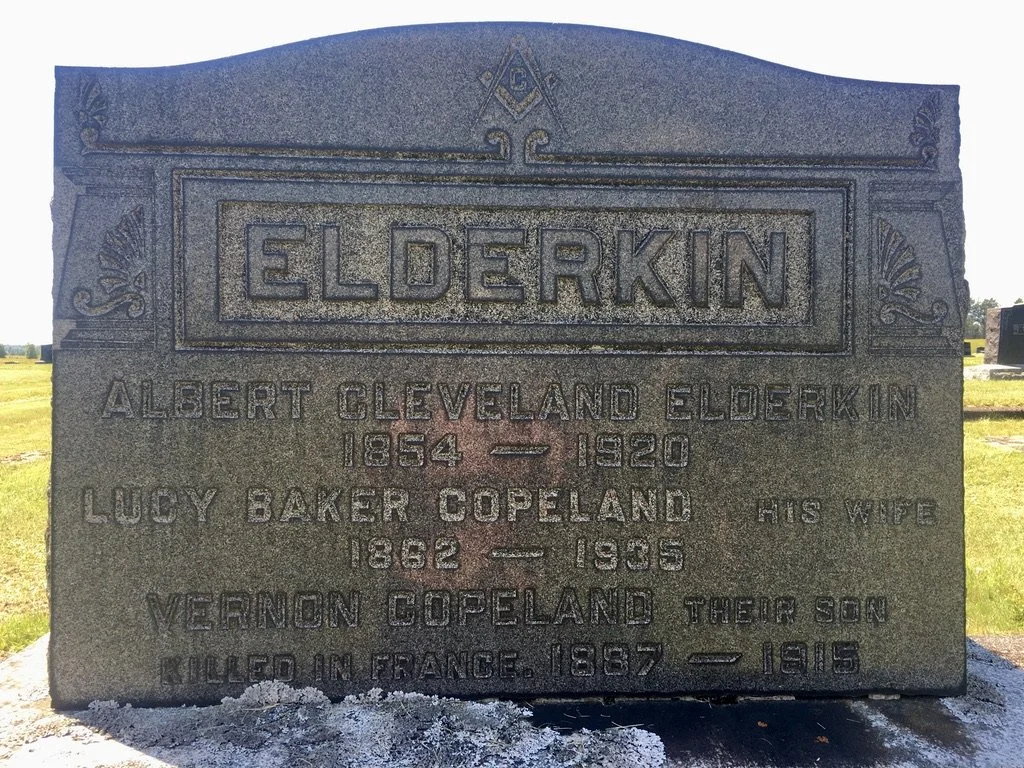 G
ELDERKIN
ALBERT CLEVELAND ELDERKIN
1854 — 1920
LUCY BAKER COPELAND HIS WIFE
1862 — 1935
VERNON COPELAND THEIR SON
KILLED IN FRANCE. 1887 — 1915